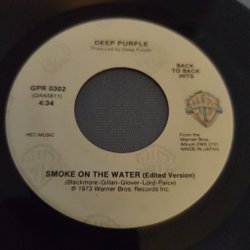 DEEP PURPLE
Produced by Deep Purple
GPR 0302
4:34
BACK
TO BACK
HITS
HEC MUSIC
From the
Warner Bros.
Album
MADE IN JAPAN
SMOKE ON THE WATER (Edited Version)
(Blackmore-Gillan-Glover-Lord-Paice)
℗ 1973 Warner Bros. Records Inc.